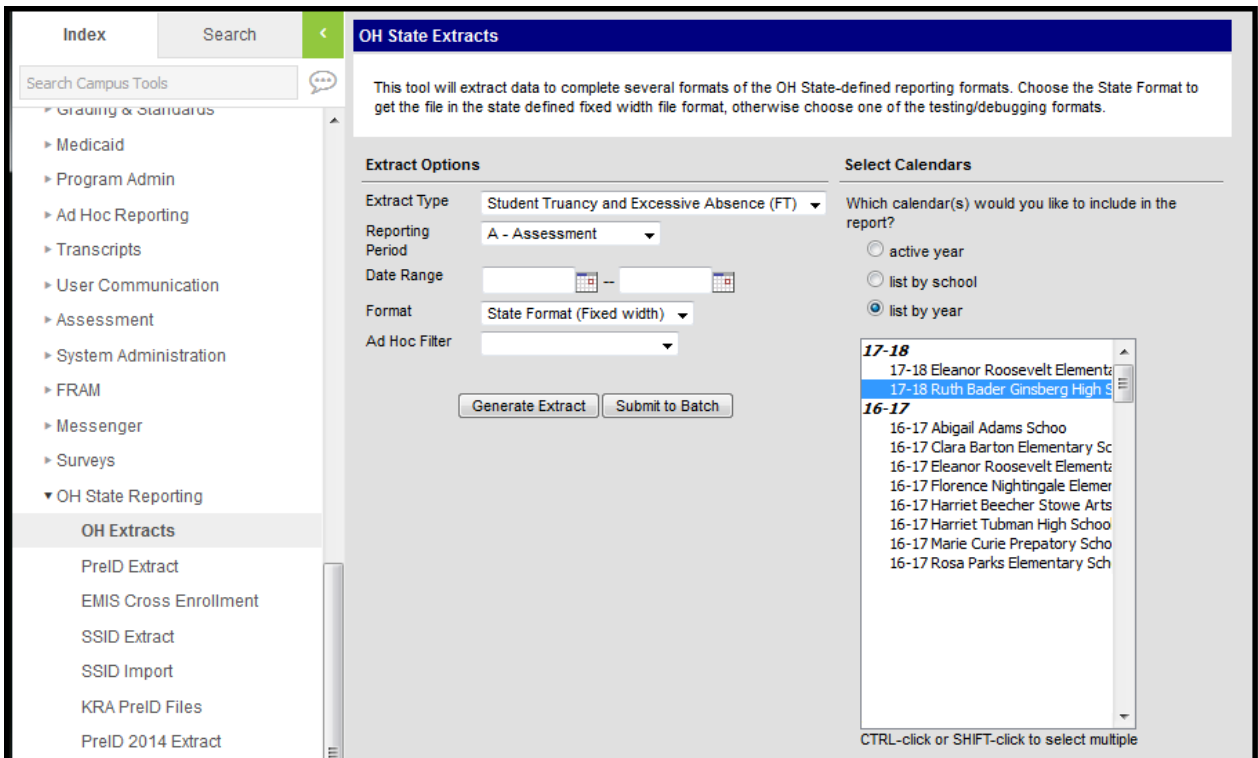 Index
Search
<
Search Campus Tools
Grading & Standards
Medicaid
Program Admin
Ad Hoc Reporting
Transcripts
User Communication
Assessment
System Administration
FRAM
Messenger
Surveys
OH State Reporting
OH Extracts
PreID Extract
EMIS Cross Enrollment
SSID Extract
SSID Import
KRA PreID Files
PreID 2014 Extract
OH State Extracts
This tool will extract data to complete several formats of the OH State-defined reporting formats. Choose the State Format to
get the file in the state defined fixed width file format, otherwise choose one of the testing/debugging formats.
Extract Options
Extract Type Student Truancy and Excessive Absence (FT)
Reporting
Period
A - Assessment
Date Range --
Format State Format (Fixed width)
Ad Hoc Filter
Generate Extract Submit to Batch
Select Calendars
Which calendar(s) would you like to include in the
report?
active year
list by school
list by year
17-18
17-18 Eleanor Roosevelt Elementa
17-18 Ruth Bader Ginsberg High S
16-17
16-17 Abigail Adams Schoo
16-17 Clara Barton Elementary Sc
16-17 Eleanor Roosevelt Elementa
16-17 Florence Nightingale Elemer
16-17 Harriet Beecher Stowe Arts
16-17 Harriet Tubman High School
16-17 Marie Curie Prepatory Scho
16-17 Rosa Parks Elementary Sch
CTRL-click or SHIFT-click to select multiple